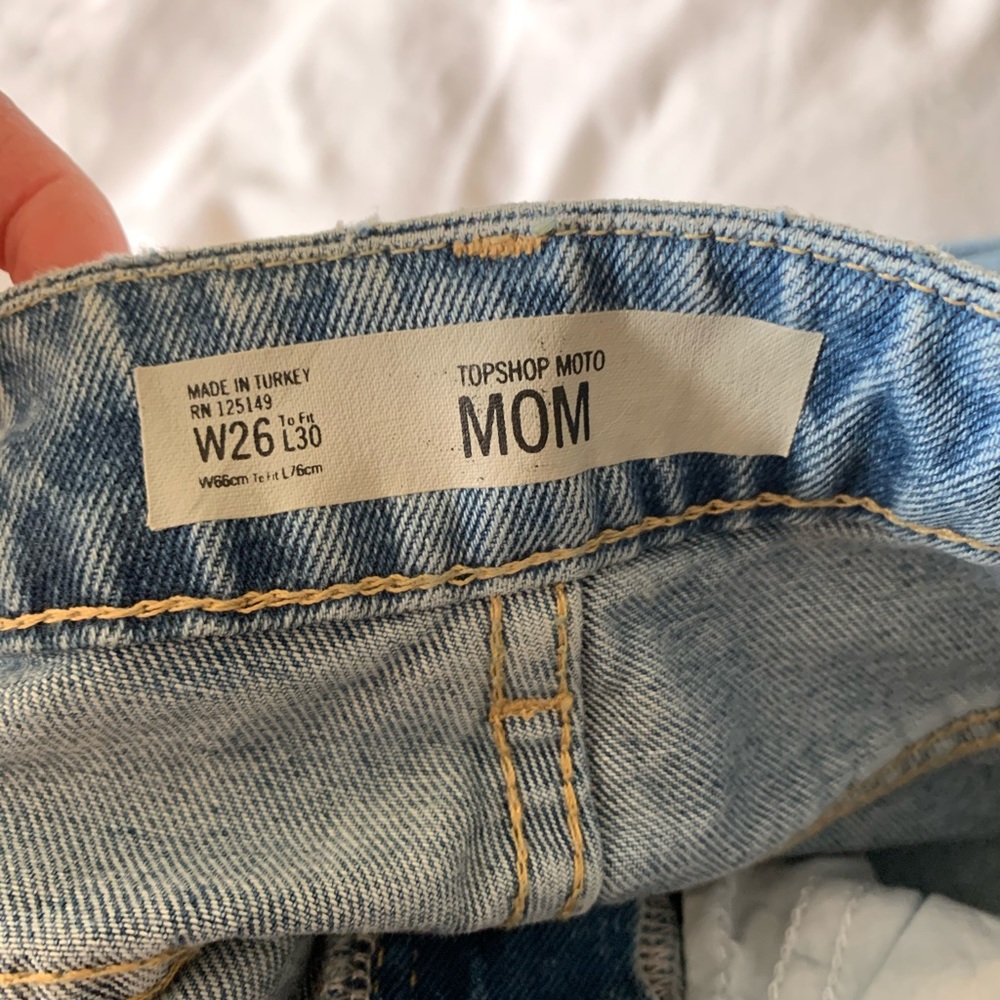 MADE IN TURKEY
RN 125149
W26 To Fit L30
W66cm To Fit L76cm
TOPSHOP MOTO
MOM